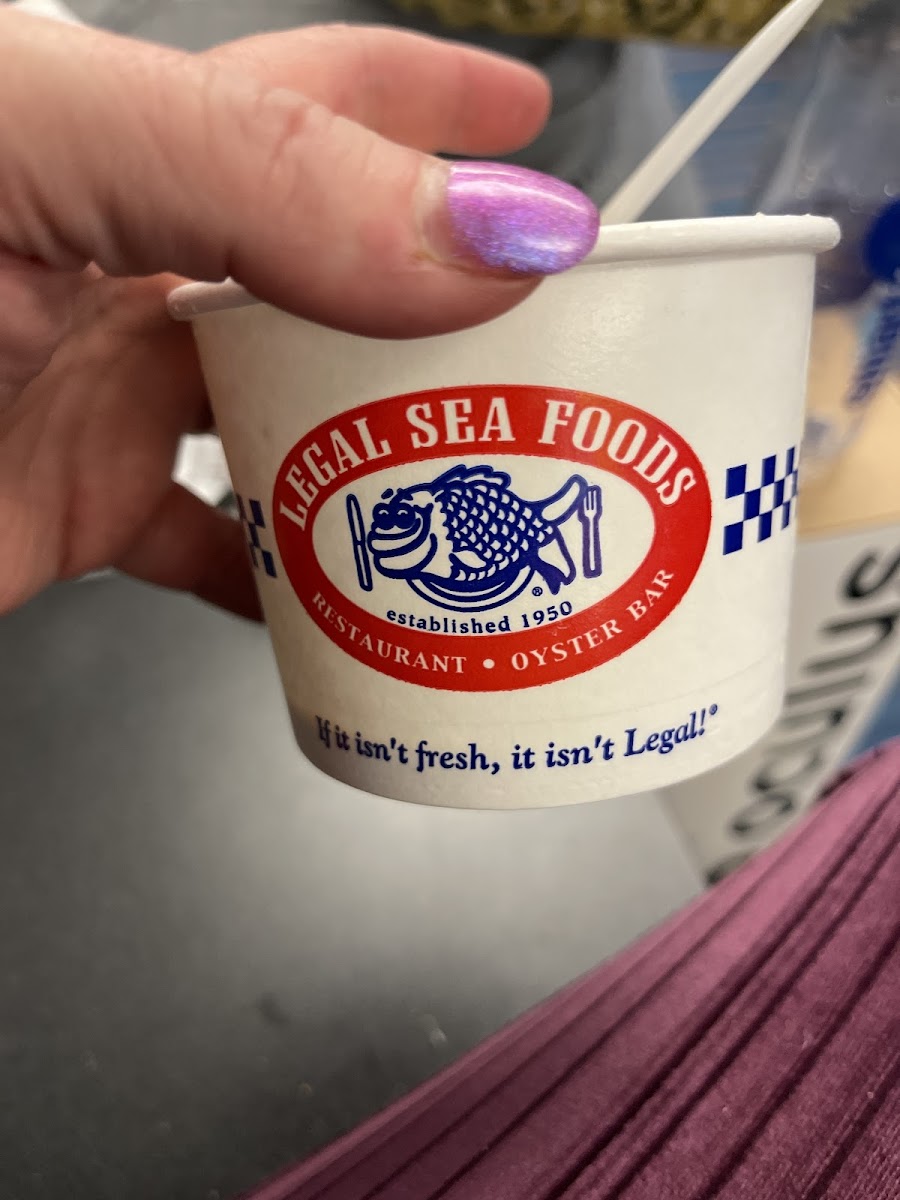 LEGAL SEA FOODS
established 1950
RESTAURANT • OYSTER BAR
If it isn't fresh, it isn't Legal!®